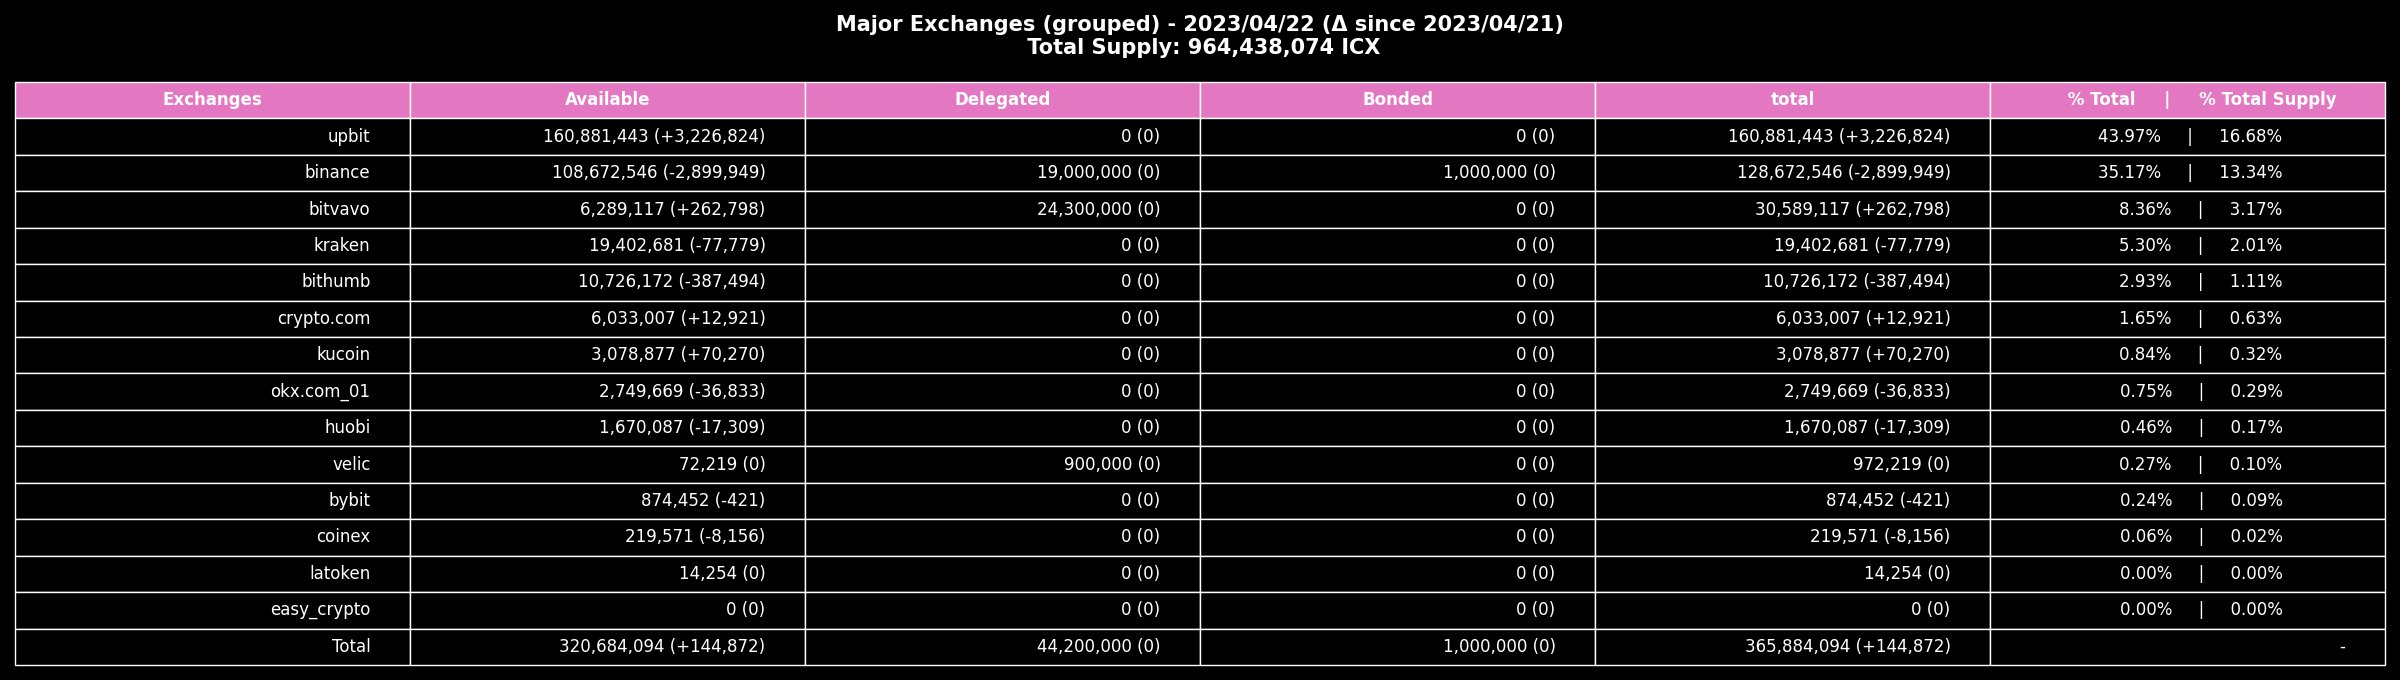 Major Exchanges (grouped) - 2023/04/22 (Δ since 2023/04/21)
Total Supply: 964,438,074 ICX
Exchanges Available Delegated Bonded total % Total | % Total Supply
upbit 160,881,443 (+3,226,824) 0 (0) 0 (0) 160,881,443 (+3,226,824) 43.97% | 16.68%
binance 108,672,546 (-2,899,949) 19,000,000 (0) 1,000,000 (0) 128,672,546 (-2,899,949) 35.17% | 13.34%
bitvavo 6,289,117 (+262,798) 24,300,000 (0) 0 (0) 30,589,117 (+262,798) 8.36% | 3.17%
kraken 19,402,681 (-77,779) 0 (0) 0 (0) 19,402,681 (-77,779) 5.30% | 2.01%
bithumb 10,726,172 (-387,494) 0 (0) 0 (0) 10,726,172 (-387,494) 2.93% | 1.11%
crypto.com 6,033,007 (+12,921) 0 (0) 0 (0) 6,033,007 (+12,921) 1.65% | 0.63%
kucoin 3,078,877 (+70,270) 0 (0) 0 (0) 3,078,877 (+70,270) 0.84% | 0.32%
okx.com_01 2,749,669 (-36,833) 0 (0) 0 (0) 2,749,669 (-36,833) 0.75% | 0.29%
huobi 1,670,087 (-17,309) 0 (0) 0 (0) 1,670,087 (-17,309) 0.46% | 0.17%
velic 72,219 (0) 900,000 (0) 0 (0) 972,219 (0) 0.27% | 0.10%
bybit 874,452 (-421) 0 (0) 0 (0) 874,452 (-421) 0.24% | 0.09%
coinex 219,571 (-8,156) 0 (0) 0 (0) 219,571 (-8,156) 0.06% | 0.02%
latoken 14,254 (0) 0 (0) 0 (0) 14,254 (0) 0.00% | 0.00%
easy_crypto 0 (0) 0 (0) 0 (0) 0 (0) 0.00% | 0.00%
Total 320,684,094 (+144,872) 44,200,000 (0) 1,000,000 (0) 365,884,094 (+144,872) -